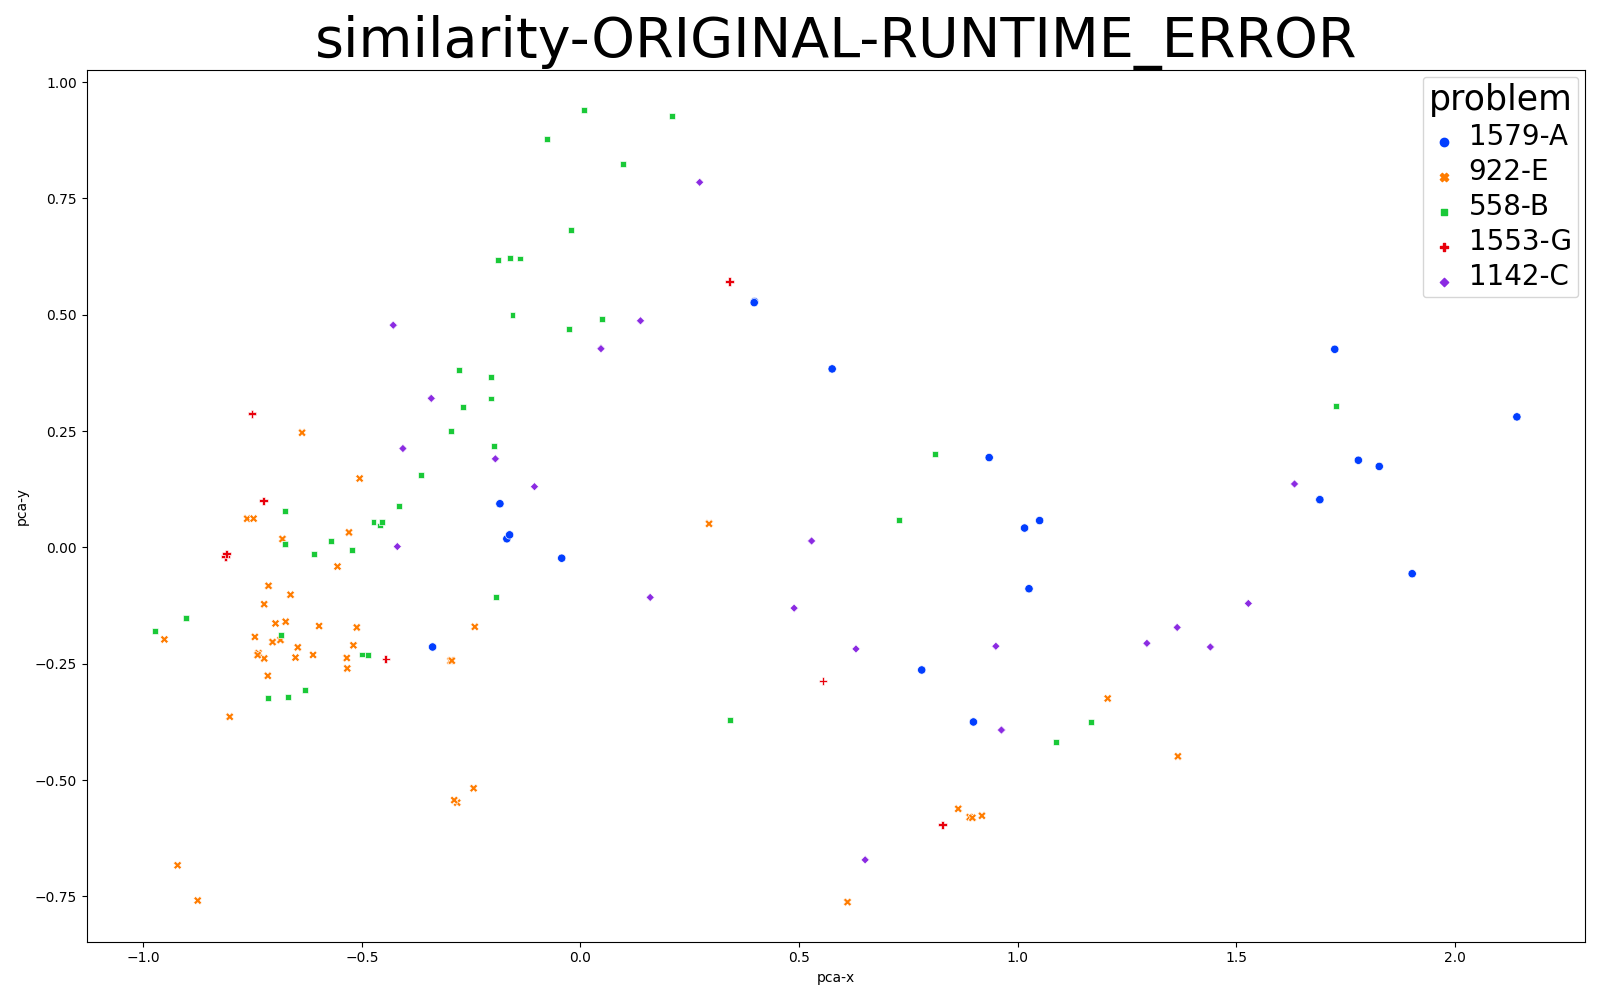 similarity-ORIGINAL-RUNTIME_ERROR
problem
1579-A
922-E
558-B
1553-G
1142-C
1.00
0.75
0.50
0.25
0.00
−0.25
−0.50
−0.75
pca-y
−1.0
−0.5
0.0
0.5
1.0
1.5
2.0
pca-x